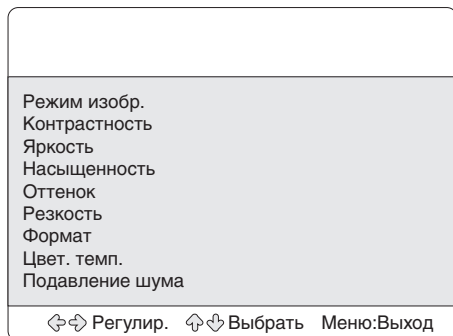 Режим изобр.
Контрастность
Яркость
Насыщенность
Оттенок
Резкость
Формат
Цвет. темп.
Подавление шума
Регулир. Выбрать Меню:Выход